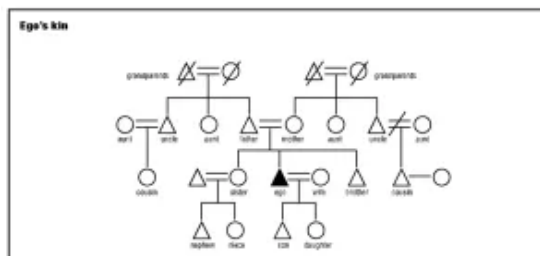 Ego's kin
grandparents grandparents
aunt uncle aunt father mother aunt uncle aunt
cousin sister ego wife brother cousin
nephew niece son daughter